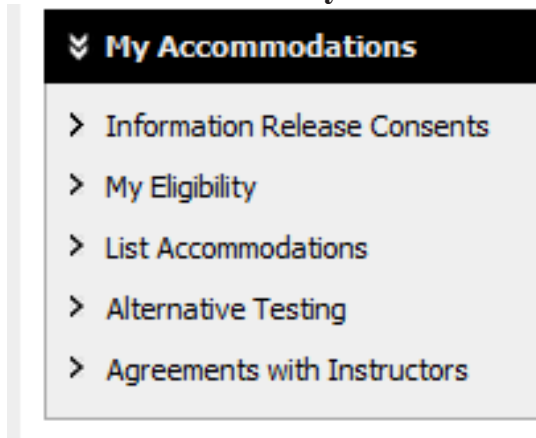 My Accommodations
Information Release Consents
My Eligibility
List Accommodations
Alternative Testing
Agreements with Instructors